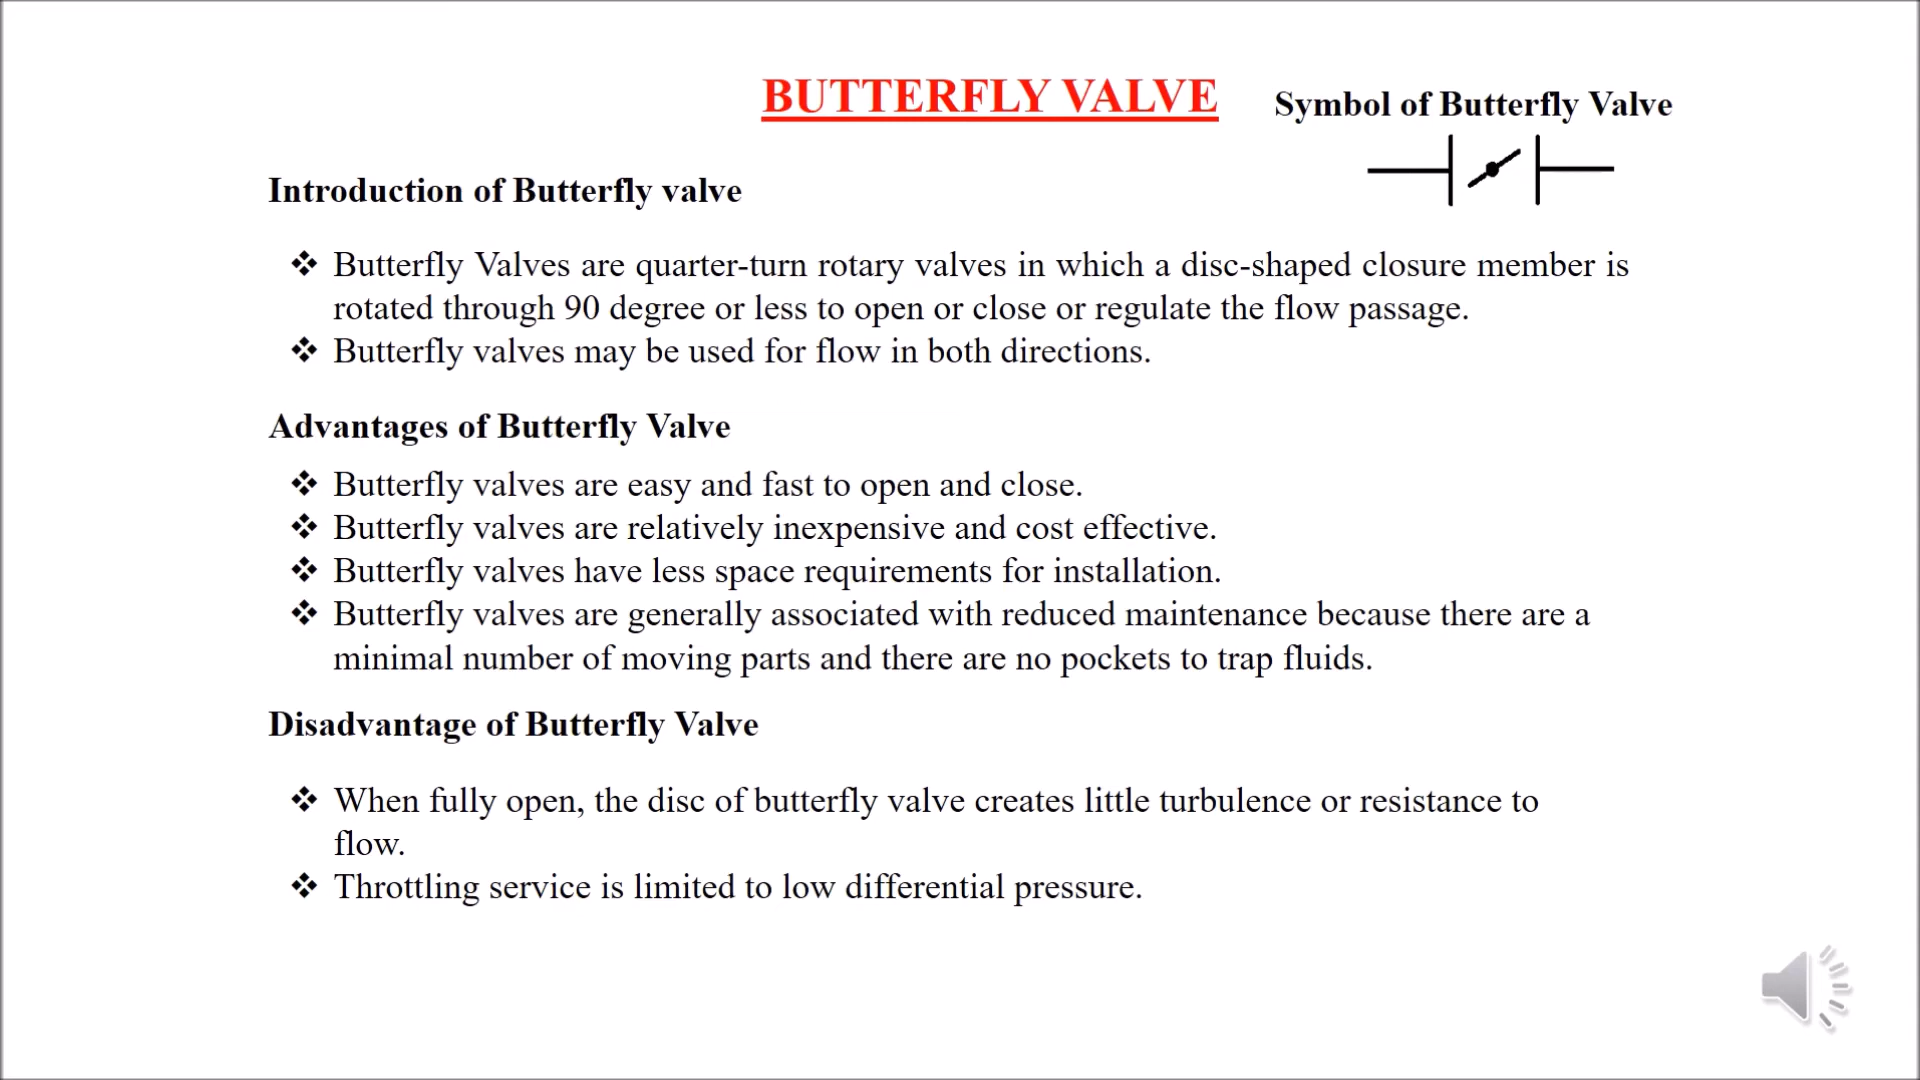 BUTTERFLY VALVE
Symbol of Butterfly Valve
Introduction of Butterfly valve
❖ Butterfly Valves are quarter-turn rotary valves in which a disc-shaped closure member is
rotated through 90 degree or less to open or close or regulate the flow passage.
❖ Butterfly valves may be used for flow in both directions.
Advantages of Butterfly Valve
❖ Butterfly valves are easy and fast to open and close.
❖ Butterfly valves are relatively inexpensive and cost effective.
❖ Butterfly valves have less space requirements for installation.
❖ Butterfly valves are generally associated with reduced maintenance because there are a
minimal number of moving parts and there are no pockets to trap fluids.
Disadvantage of Butterfly Valve
❖ When fully open, the disc of butterfly valve creates little turbulence or resistance to
flow.
❖ Throttling service is limited to low differential pressure.